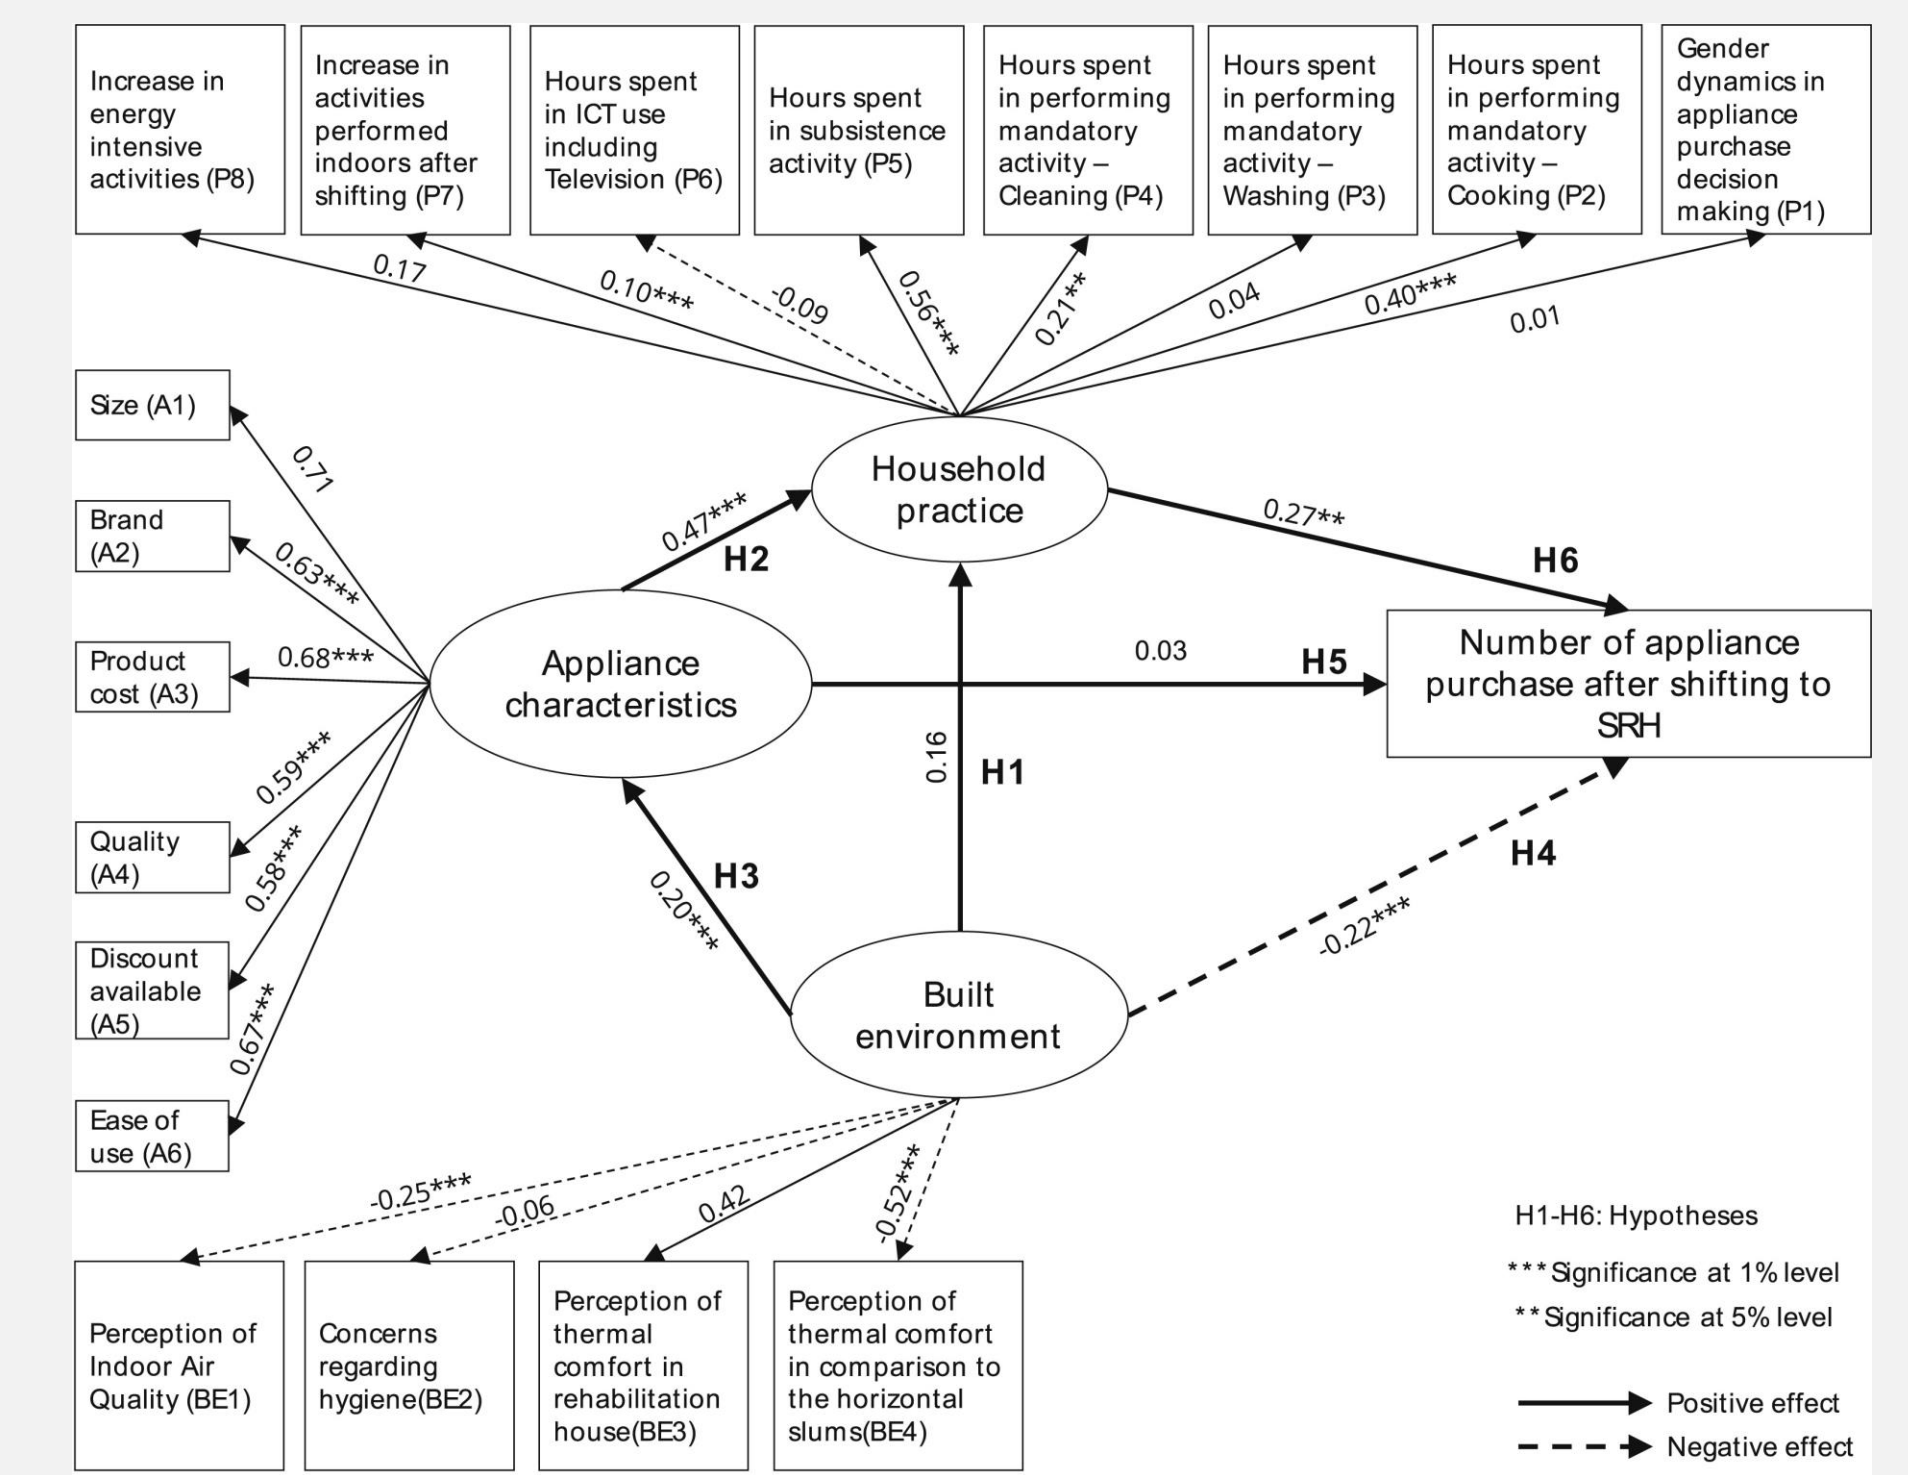 Increase in
energy
intensive
activities (P8)
Increase in
activities
performed
indoors after
shifting (P7)
Hours spent
in ICT use
including
Television (P6)
Hours spent
in subsistence
activity (P5)
Hours spent
in performing
mandatory
activity –
Cleaning (P4)
Hours spent
in performing
mandatory
activity –
Washing (P3)
Hours spent
in performing
mandatory
activity –
Cooking (P2)
Gender
dynamics in
appliance
purchase
decision
making (P1)
0.17
0.10***
-0.09
0.56***
0.21**
0.04
0.40***
0.01
Size (A1)
Brand
(A2)
Product
cost (A3)
Quality
(A4)
Discount
available
(A5)
Ease of
use (A6)
0.71
0.63***
0.68***
0.59***
0.58***
0.67***
Household
practice
0.47***
H2
0.27**
H6
Appliance
characteristics
0.03
H5
Number of appliance
purchase after shifting to
SRH
0.16
H1
H3
0.20***
H4
-0.22***
Built
environment
-0.25***
-0.06
0.42
-0.52***
Perception of
Indoor Air
Quality (BE1)
Concerns
regarding
hygiene(BE2)
Perception of
thermal
comfort in
rehabilitation
house(BE3)
Perception of
thermal comfort
in comparison to
the horizontal
slums(BE4)
H1-H6: Hypotheses
***Significance at 1% level
**Significance at 5% level
Positive effect
Negative effect